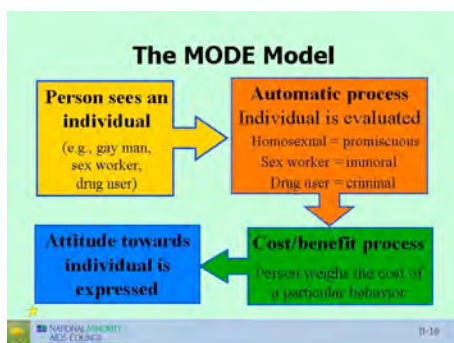 The MODE Model
Person sees an
individual
(e.g., gay man,
sex worker,
drug user)
Automatic process
Individual is evaluated
Homosexual = promiscuous
Sex worker = immoral
Drug user = criminal
Cost/benefit process
Person weighs the cost of
a particular behavior
Attitude towards
individual is
expressed
NATIONAL MINORITY
AIDS COUNCIL